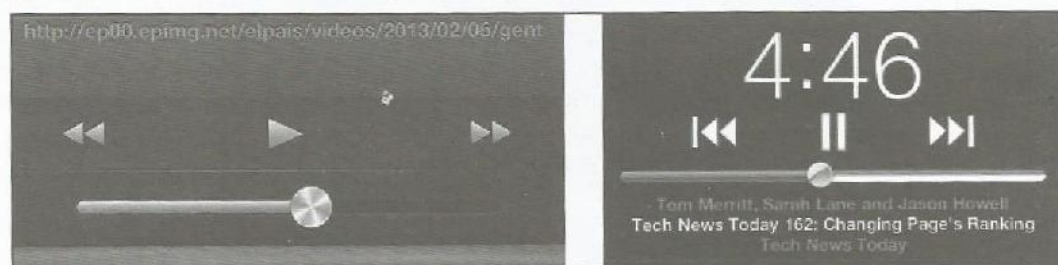 http://ep00.epimg.net/elpais/videos/2013/02/06/gent
4:46
Tom Merritt, Sarah Lane and Jason Howell
Tech News Today 162: Changing Page's Ranking
Tech News Today